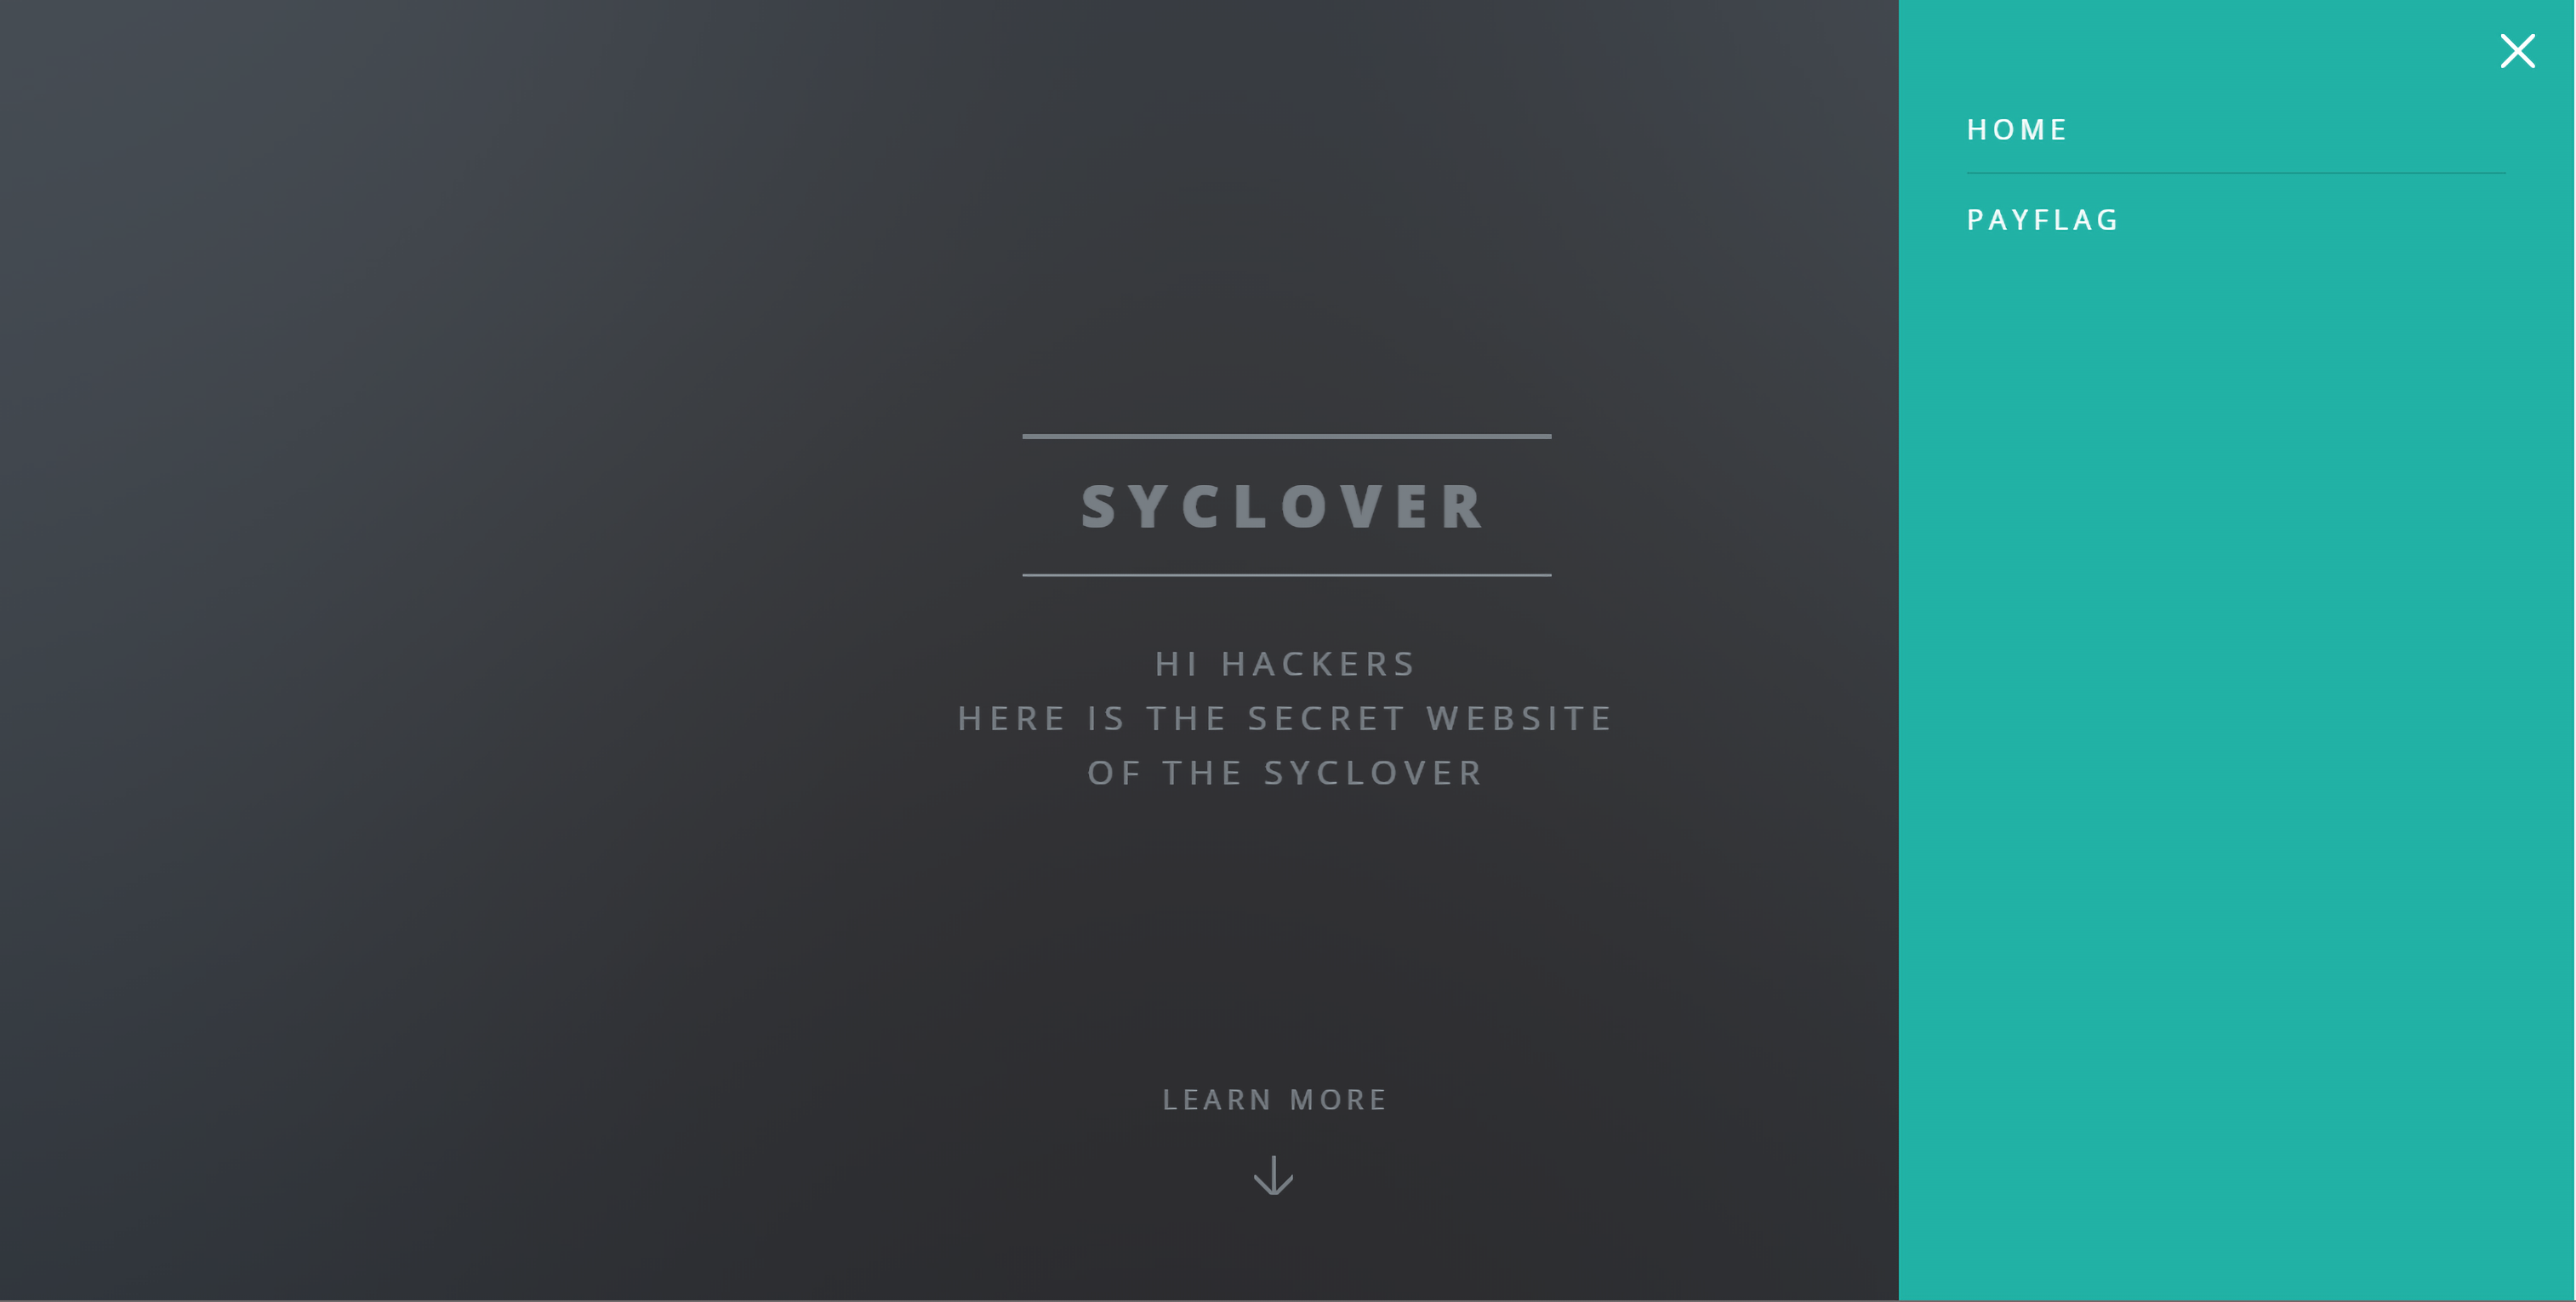 SYCLOVER
HI HACKERS
HERE IS THE SECRET WEBSITE
OF THE SYCLOVER
LEARN MORE
HOME
PAYFLAG